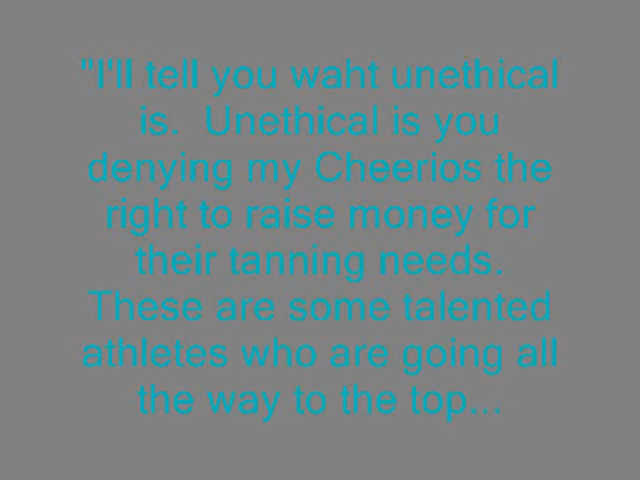 "I'll tell you waht unethical
is.  Unethical is you
denying my Cheerios the
right to raise money for
their tanning needs.
These are some talented
athletes who are going all
the way to the top...